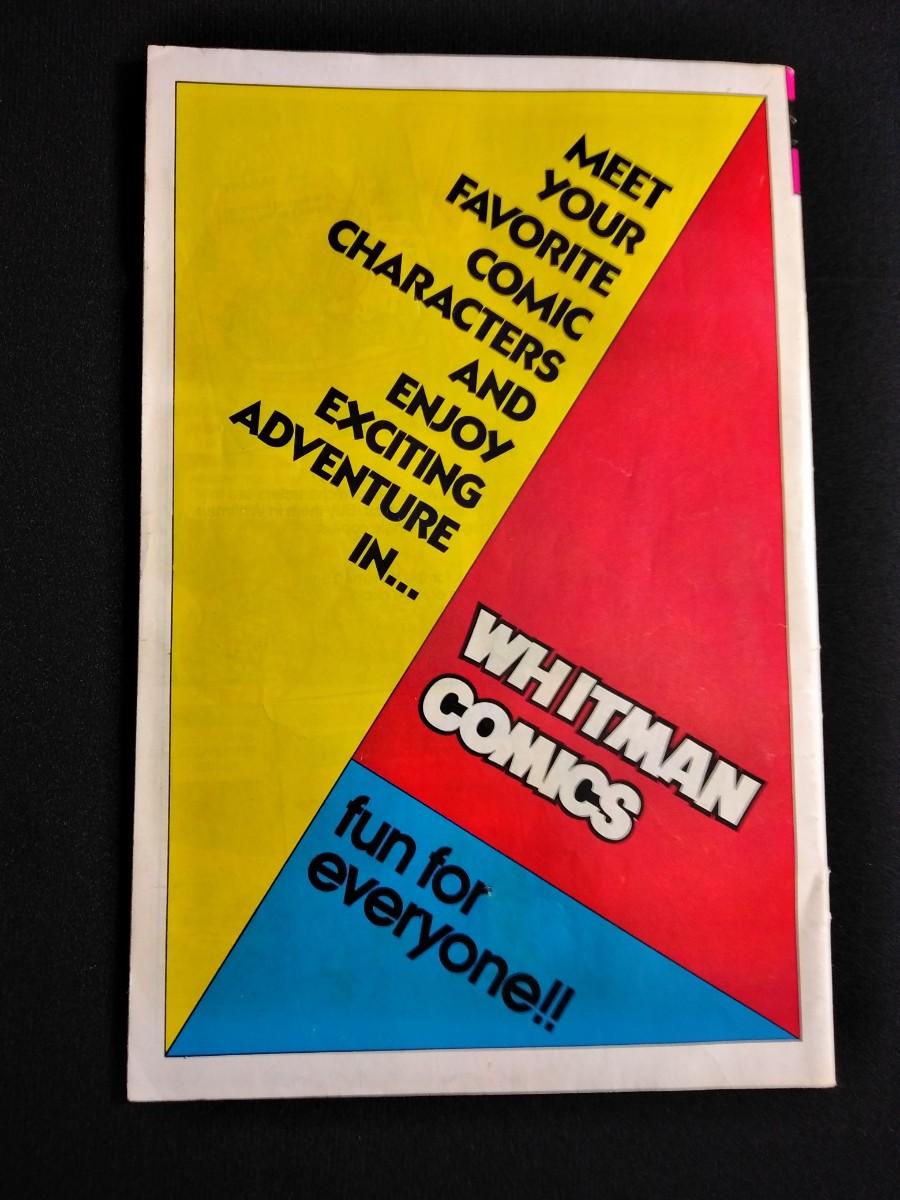 MEET
YOUR
FAVORITE
COMIC
CHARACTERS
AND
ENJOY
EXCITING
ADVENTURE
IN...
WHITMAN
COMICS
fun for
everyone!!